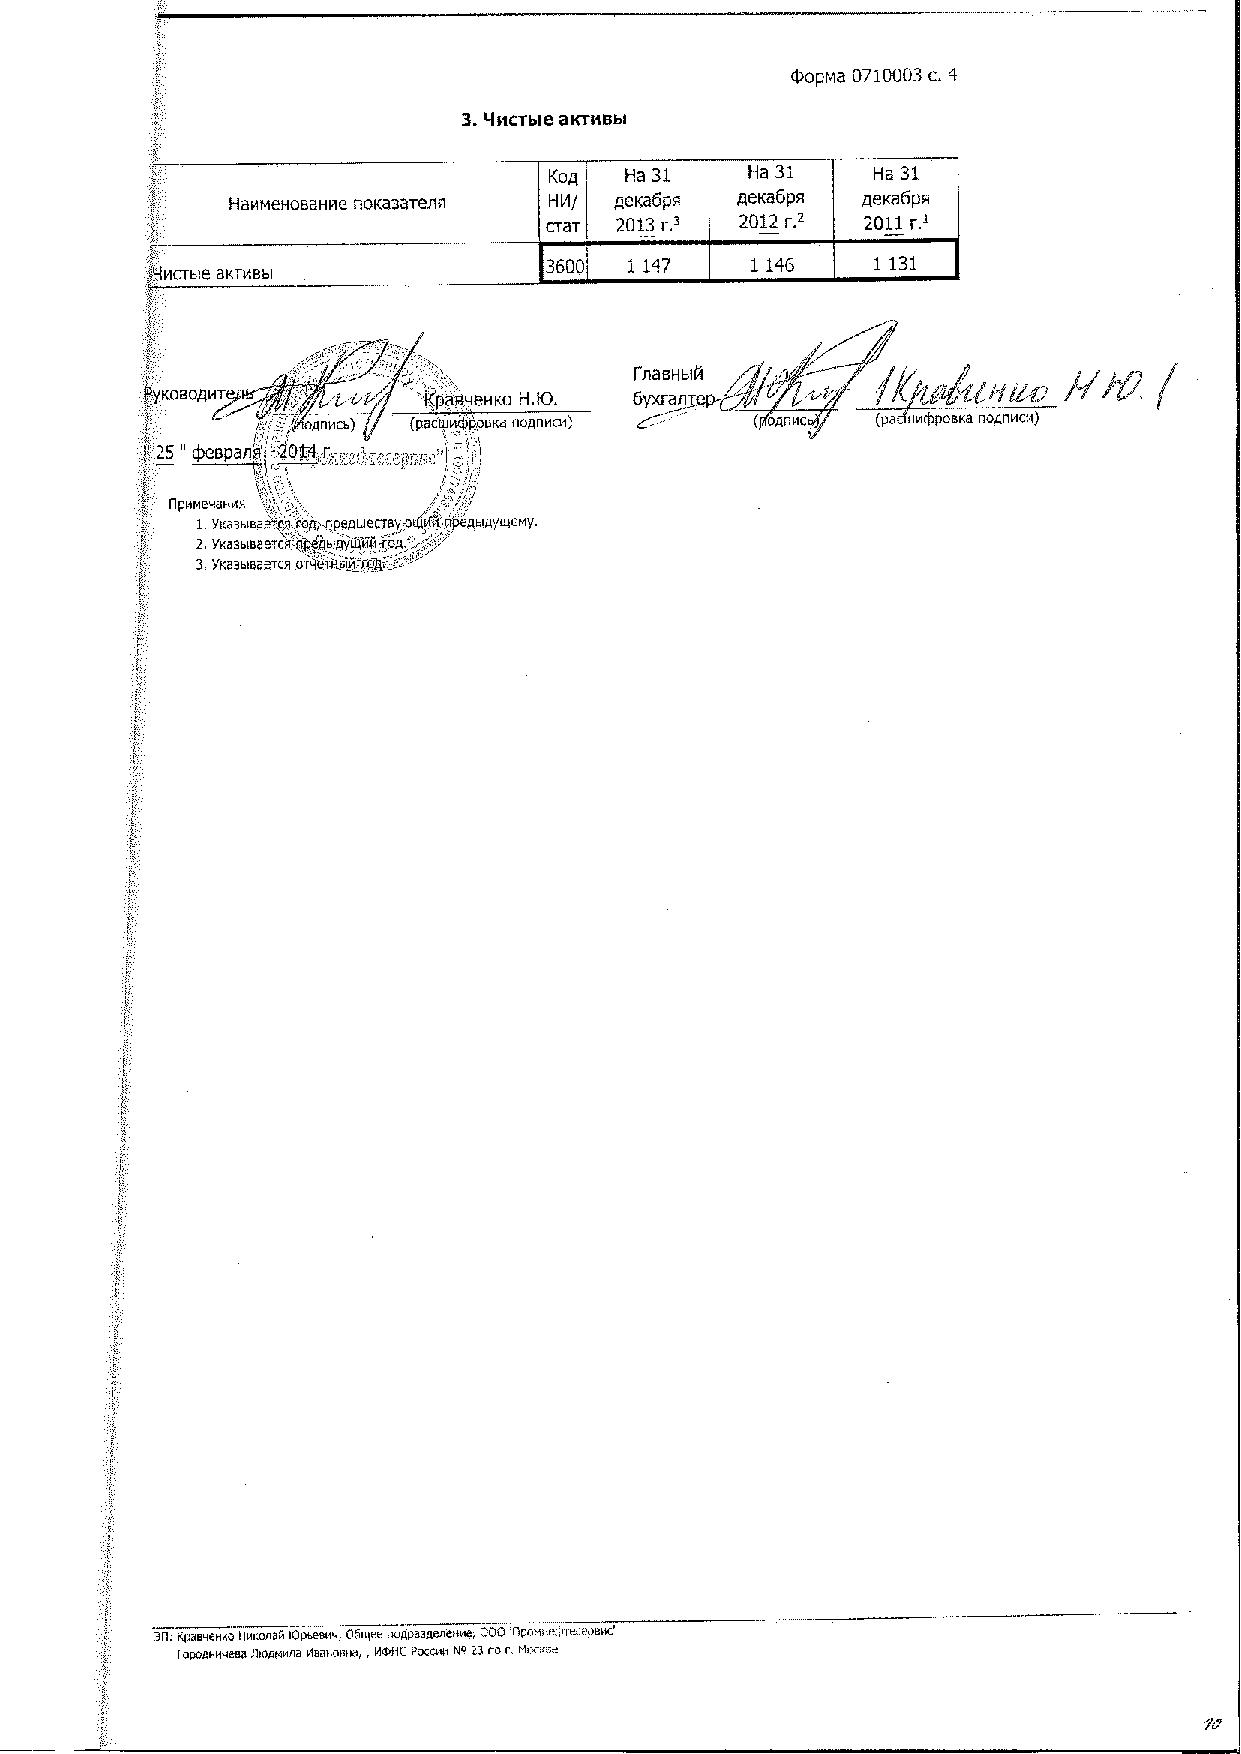 Форма 0710003 с. 4
3. Чистые активы
Наименование показателя
Код НИ/ стат
На 31 декабря 2013 г.³
На 31 декабря 2012 г.²
На 31 декабря 2011 г.¹
Чистые активы 3600 1 147 1 146 1 131
Руководитель Кравченко Н.Ю.
(подпись) (расшифровка подписи)
Главный
бухгалтер Кравченко Н Ю.
(подпись) (расшифровка подписи)
25 " февраля 2014 г.
Примечания
1. Указывается год, предшествующий предыдущему.
2. Указывается предыдущий год.
3. Указывается отчетный год.
ЭП: Кравченко Николай Юрьевич, Общее подразделение, ООО "Промнефтесервис"
Городничева Людмила Ивановна, , ИФНС России № 23 по г. Москве
10